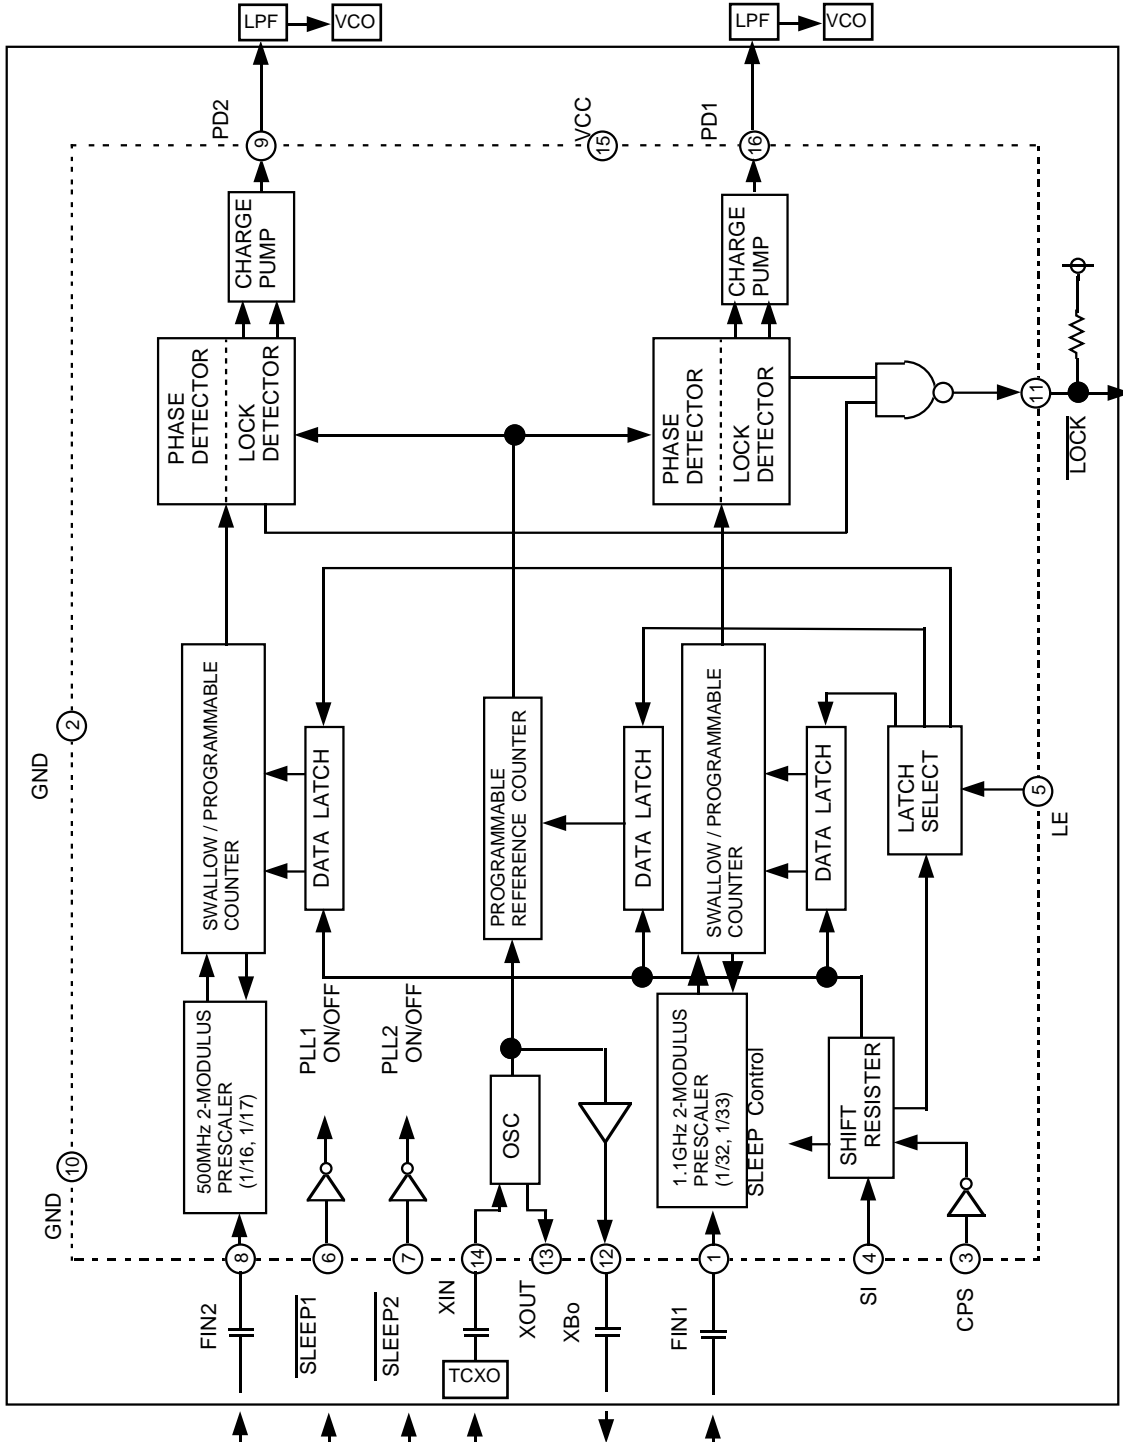 LPF
VCO
LPF
VCO
PD2
9
VCC
15
PD1
16
CHARGE
PUMP
CHARGE
PUMP
PHASE
DETECTOR
LOCK
DETECTOR
PHASE
DETECTOR
LOCK
DETECTOR
11
LOCK
GND
2
SWALLOW / PROGRAMMABLE
COUNTER
DATA LATCH
PROGRAMMABLE
REFERENCE COUNTER
DATA LATCH
SWALLOW / PROGRAMMABLE
COUNTER
DATA LATCH
LATCH
SELECT
5
LE
GND
10
500MHz 2-MODULUS
PRESCALER
(1/16, 1/17)
PLL1
ON/OFF
PLL2
ON/OFF
OSC
1.1GHz 2-MODULUS
PRESCALER
(1/32, 1/33)
SLEEP Control
SHIFT
RESISTER
8
6
7
14
13
12
1
4
3
FIN2
SLEEP1
SLEEP2
XIN
XOUT
XBo
FIN1
SI
CPS
TCXO